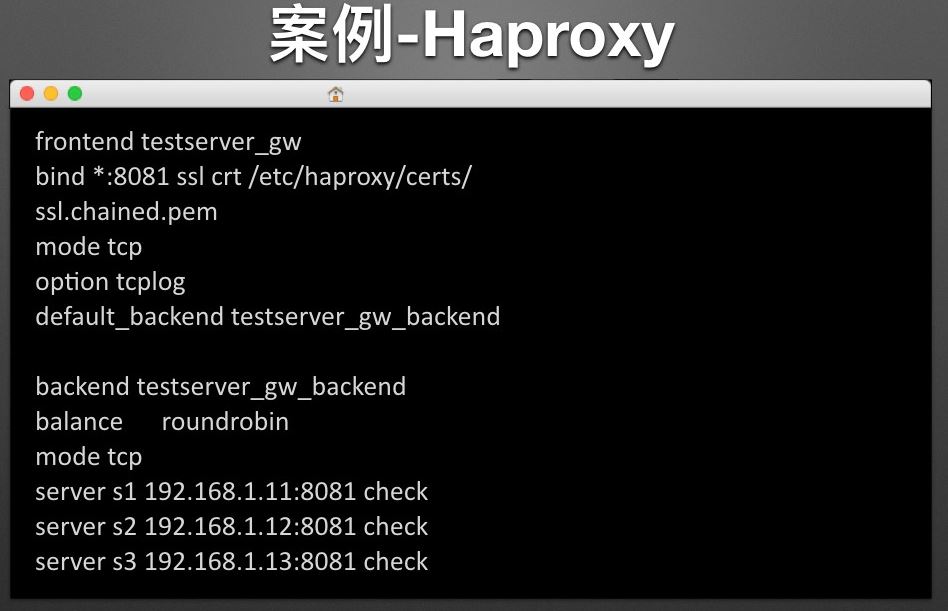 案例-Haproxy
frontend testserver_gw
bind *:8081 ssl crt /etc/haproxy/certs/
ssl.chained.pem
mode tcp
option tcplog
default_backend testserver_gw_backend
backend testserver_gw_backend
balance roundrobin
mode tcp
server s1 192.168.1.11:8081 check
server s2 192.168.1.12:8081 check
server s3 192.168.1.13:8081 check